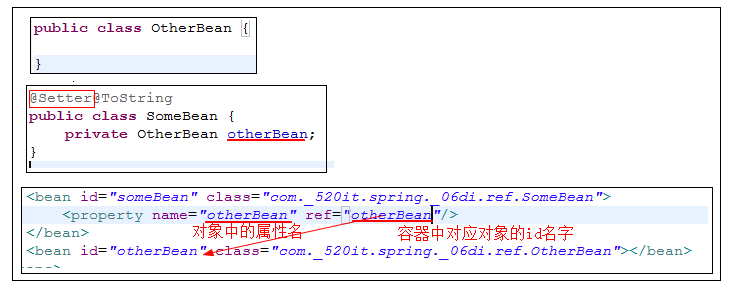 public class OtherBean {
}
@Setter@ToString
public class SomeBean {
private OtherBean otherBean;
}
<bean id="someBean" class="com._520it.spring._06di.ref.SomeBean">
<property name="otherBean" ref="otherBean"/>
</bean> 对象中的属性名 容器中对应对象的id名字
<bean id="otherBean" class="com._520it.spring._06di.ref.OtherBean"></bean>